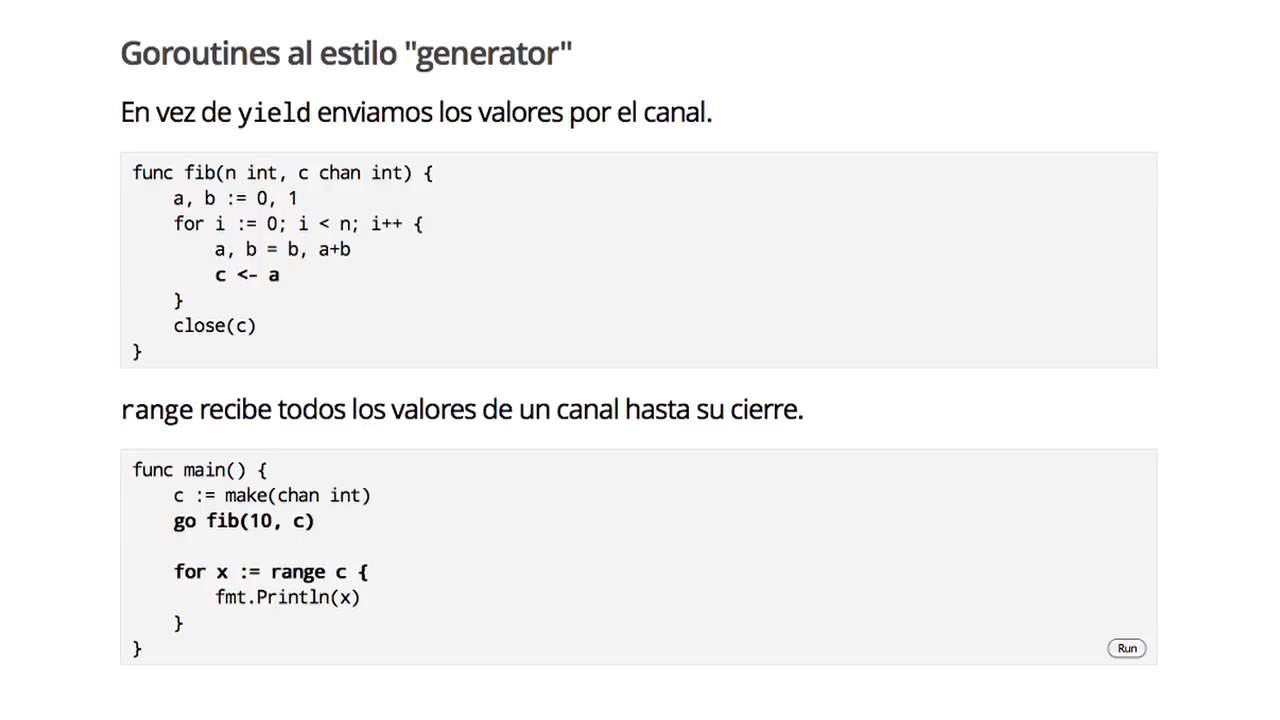 Goroutines al estilo "generator"
En vez de yield enviamos los valores por el canal.
func fib(n int, c chan int) {
    a, b := 0, 1
    for i := 0; i < n; i++ {
        a, b = b, a+b
        c <- a
    }
    close(c)
}
range recibe todos los valores de un canal hasta su cierre.
func main() {
    c := make(chan int)
    go fib(10, c)

    for x := range c {
        fmt.Println(x)
    }
}
Run